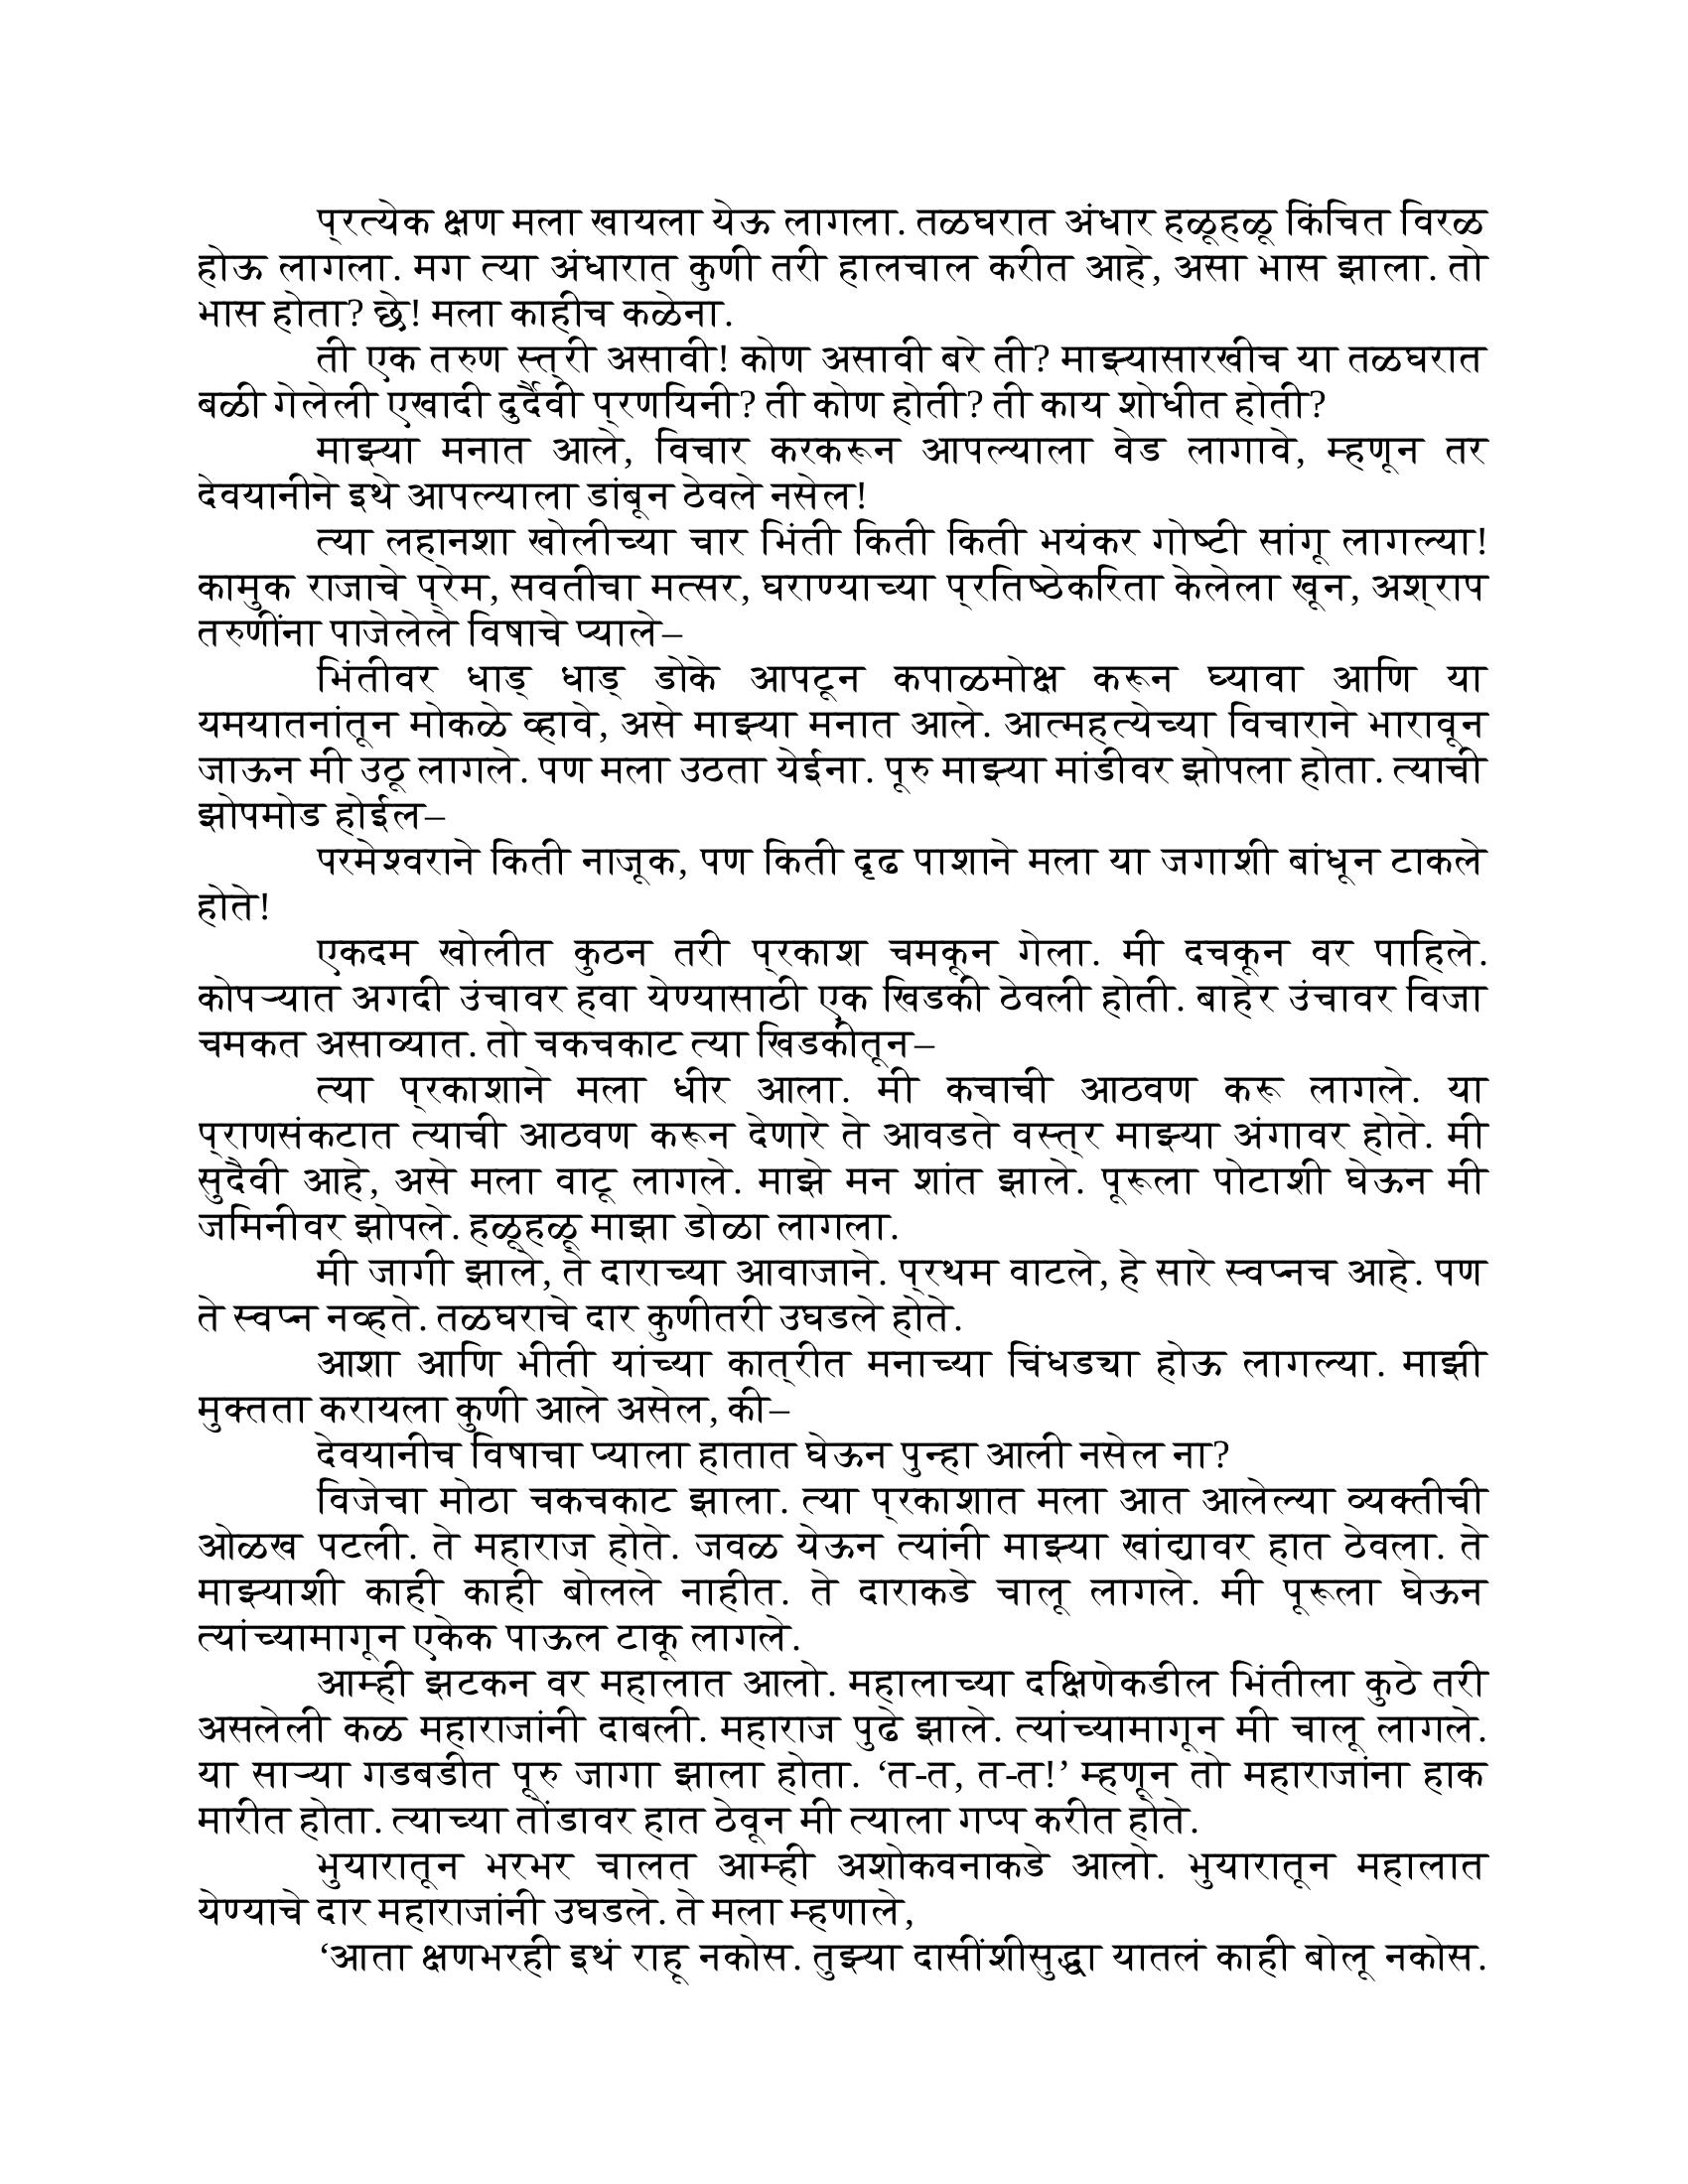 प्रत्येक क्षण मला खायला येऊ लागला. तळघरात अंधार हळूहळू किंचित विरळ
होऊ लागला. मग त्या अंधारात कुणी तरी हालचाल करीत आहे, असा भास झाला. तो
भास होता? छे! मला काहीच कळेना.
ती एक तरुण स्त्री असावी! कोण असावी बरे ती? माझ्यासारखीच या तळघरात
बळी गेलेली एखादी दुर्दैवी प्रणयिनी? ती कोण होती? ती काय शोधीत होती?
माझ्या मनात आले, विचार करकरून आपल्याला वेड लागावे, म्हणून तर
देवयानीने इथे आपल्याला डांबून ठेवले नसेल!
त्या लहानशा खोलीच्या चार भिंती किती किती भयंकर गोष्टी सांगू लागल्या!
कामुक राजाचे प्रेम, सवतीचा मत्सर, घराण्याच्या प्रतिष्ठेकरिता केलेला खून, अश्राप
तरुणींना पाजेलेले विषाचे प्याले–
भिंतीवर धाड् धाड् डोके आपटून कपाळमोक्ष करून घ्यावा आणि या
यमयातनांतून मोकळे व्हावे, असे माझ्या मनात आले. आत्महत्येच्या विचाराने भारावून
जाऊन मी उठू लागले. पण मला उठता येईना. पूरु माझ्या मांडीवर झोपला होता. त्याची
झोपमोड होईल–
परमेश्वराने किती नाजूक, पण किती दृढ पाशाने मला या जगाशी बांधून टाकले
होते!
एकदम खोलीत कुठन तरी प्रकाश चमकून गेला. मी दचकून वर पाहिले.
कोपऱ्यात अगदी उंचावर हवा येण्यासाठी एक खिडकी ठेवली होती. बाहेर उंचावर विजा
चमकत असाव्यात. तो चकचकाट त्या खिडकीतून–
त्या प्रकाशाने मला धीर आला. मी कचाची आठवण करू लागले. या
प्राणसंकटात त्याची आठवण करून देणारे ते आवडते वस्त्र माझ्या अंगावर होते. मी
सुदैवी आहे, असे मला वाटू लागले. माझे मन शांत झाले. पूरूला पोटाशी घेऊन मी
जमिनीवर झोपले. हळूहळू माझा डोळा लागला.
मी जागी झाले, ते दाराच्या आवाजाने. प्रथम वाटले, हे सारे स्वप्नच आहे. पण
ते स्वप्न नव्हते. तळघराचे दार कुणीतरी उघडले होते.
आशा आणि भीती यांच्या कात्रीत मनाच्या चिंधड्या होऊ लागल्या. माझी
मुक्तता करायला कुणी आले असेल, की–
देवयानीच विषाचा प्याला हातात घेऊन पुन्हा आली नसेल ना?
विजेचा मोठा चकचकाट झाला. त्या प्रकाशात मला आत आलेल्या व्यक्तीची
ओळख पटली. ते महाराज होते. जवळ येऊन त्यांनी माझ्या खांद्यावर हात ठेवला. ते
माझ्याशी काही काही बोलले नाहीत. ते दाराकडे चालू लागले. मी पूरूला घेऊन
त्यांच्यामागून एकेक पाऊल टाकू लागले.
आम्ही झटकन वर महालात आलो. महालाच्या दक्षिणेकडील भिंतीला कुठे तरी
असलेली कळ महाराजांनी दाबली. महाराज पुढे झाले. त्यांच्यामागून मी चालू लागले.
या साऱ्या गडबडीत पूरु जागा झाला होता. ‘त-त, त-त!’ म्हणून तो महाराजांना हाक
मारीत होता. त्याच्या तोंडावर हात ठेवून मी त्याला गप्प करीत होते.
भुयारातून भरभर चालत आम्ही अशोकवनाकडे आलो. भुयारातून महालात
येण्याचे दार महाराजांनी उघडले. ते मला म्हणाले,
‘आता क्षणभरही इथं राहू नकोस. तुझ्या दासींशीसुद्धा यातलं काही बोलू नकोस.